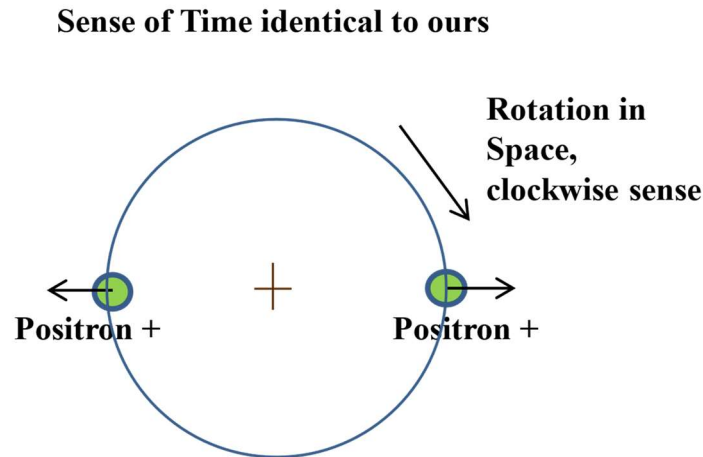 Sense of Time identical to ours
Rotation in
Space,
clockwise sense
Positron +
Positron +